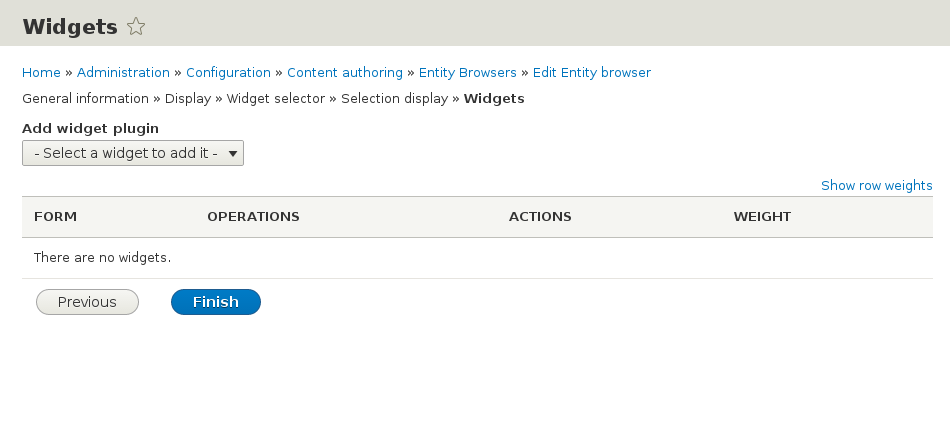 Widgets
Home » Administration » Configuration » Content authoring » Entity Browsers » Edit Entity browser
General information » Display » Widget selector » Selection display » Widgets
Add widget plugin
- Select a widget to add it -
Show row weights
FORM OPERATIONS ACTIONS WEIGHT
There are no widgets.
Previous Finish